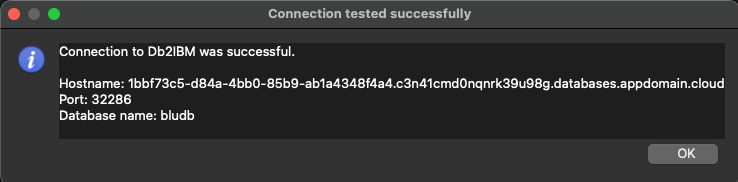 Connection tested successfully
Connection to Db2IBM was successful.
Hostname: 1bbf73c5-d84a-4bb0-85b9-ab1a4348f4a4.c3n41cmd0nqnrk39u98g.databases.appdomain.cloud
Port: 32286
Database name: bludb
OK